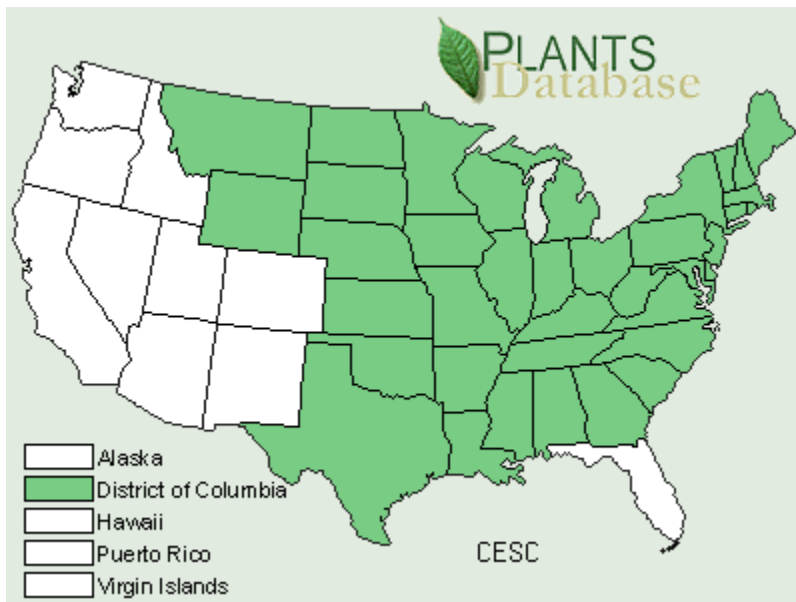 PLANTS
Database
Alaska
District of Columbia
Hawaii
Puerto Rico
Virgin Islands
CESC